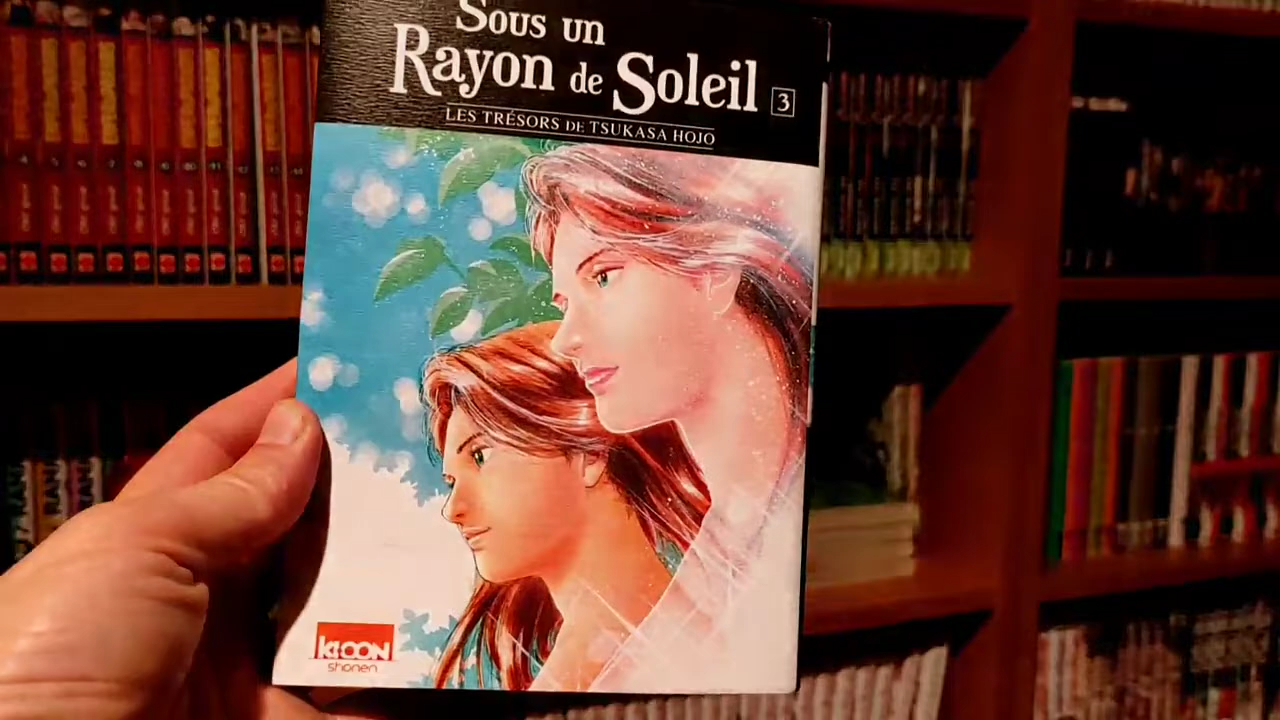 Sous un
Rayon de Soleil 3
LES TRÉSORS DE TSUKASA HOJO
KI-OON
shonen